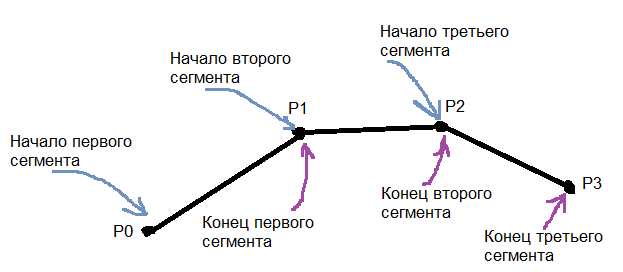 Начало третьего
сегмента
Начало второго
сегмента
P1
P2
Начало первого
сегмента
P3
Конец второго
сегмента
P0
Конец первого
сегмента
Конец третьего
сегмента